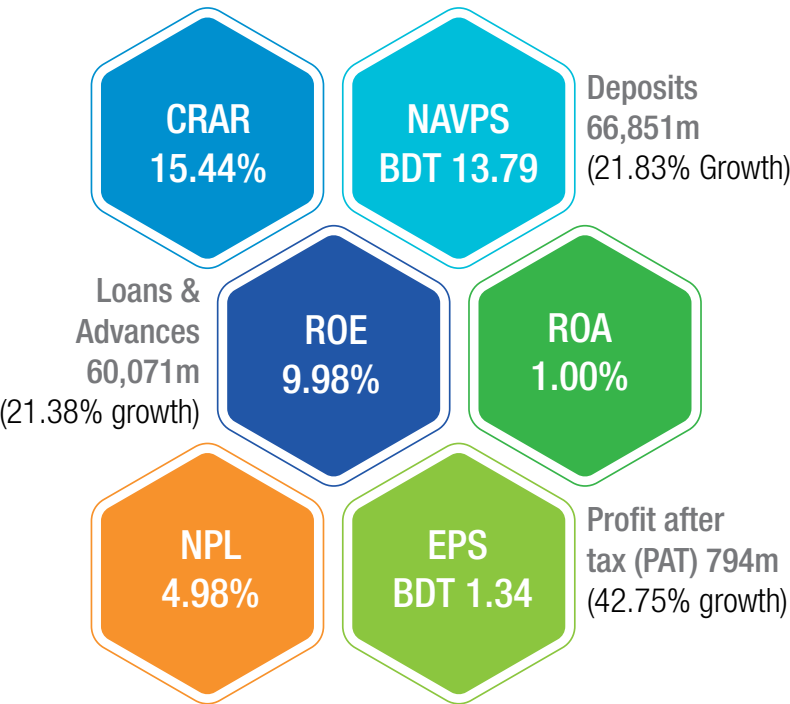 CRAR
15.44%
NAVPS
BDT 13.79
Deposits
66,851m
(21.83% Growth)
Loans &
Advances
60,071m
(21.38% growth)
ROE
9.98%
ROA
1.00%
NPL
4.98%
EPS
BDT 1.34
Profit after
tax (PAT) 794m
(42.75% growth)